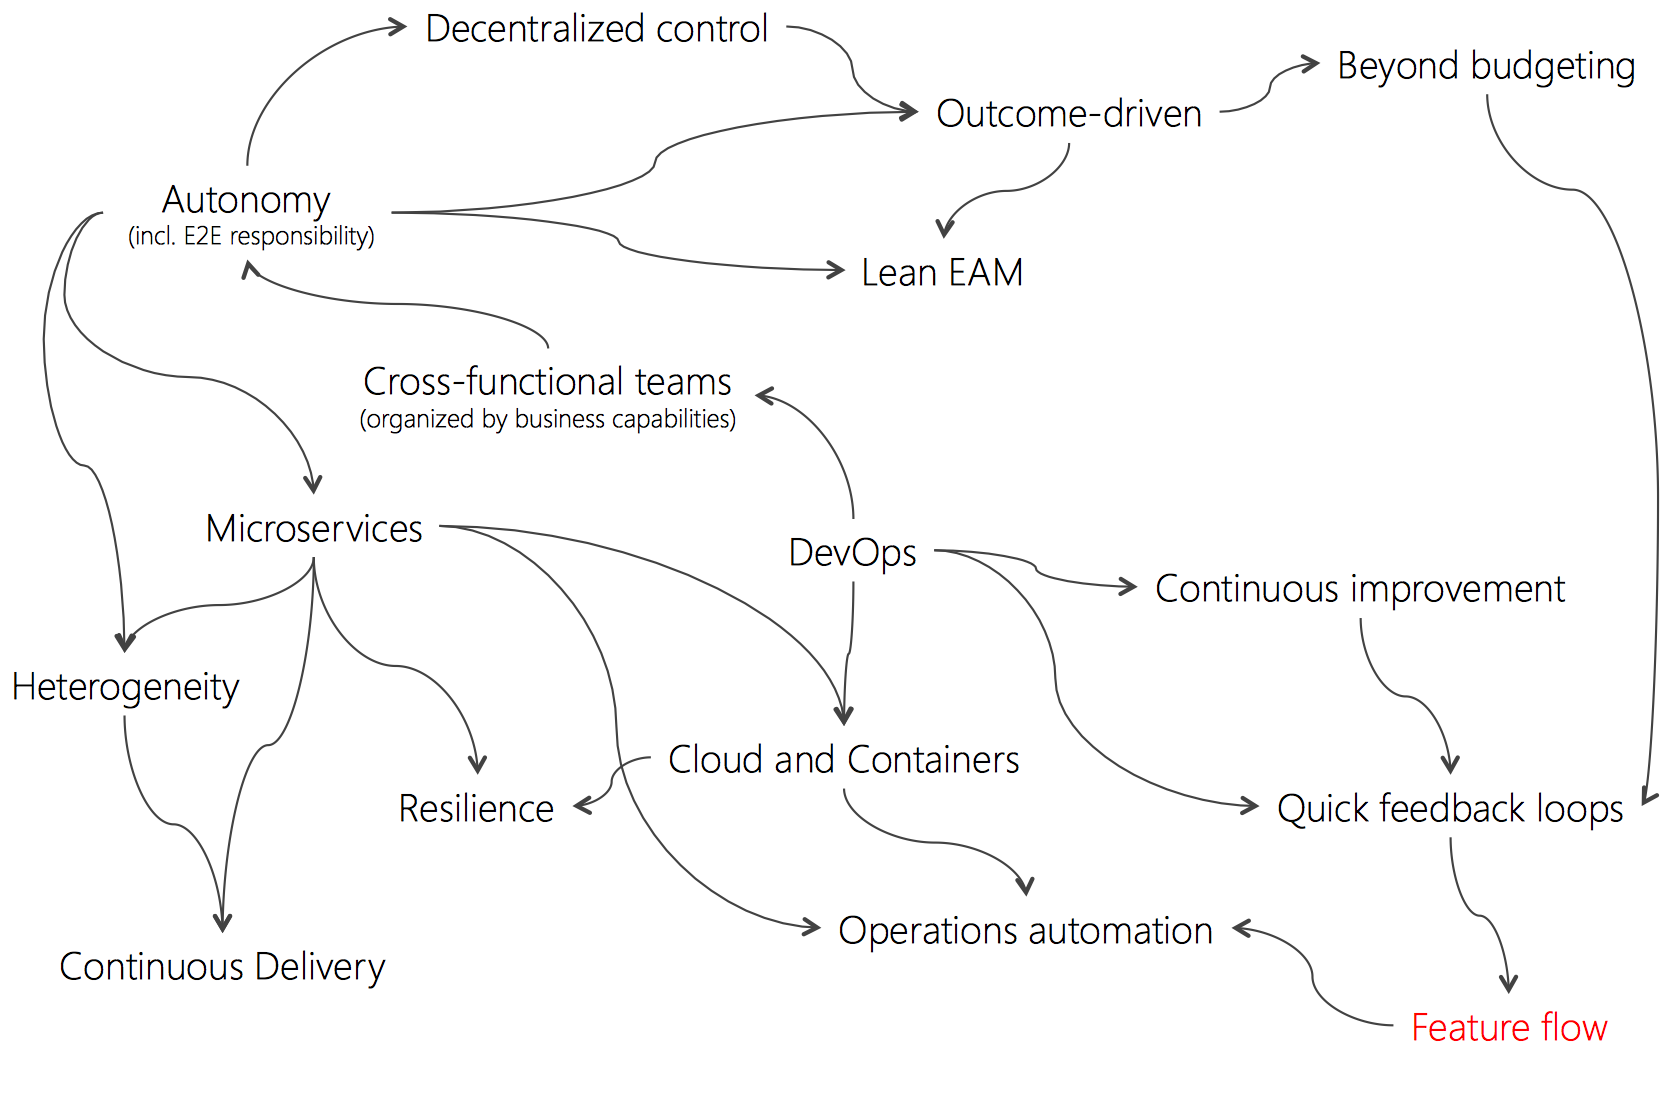 Decentralized control
Beyond budgeting
Outcome-driven
Autonomy
(incl. E2E responsibility)
Lean EAM
Cross-functional teams
(organized by business capabilities)
Microservices
DevOps
Continuous improvement
Heterogeneity
Cloud and Containers
Resilience
Quick feedback loops
Operations automation
Continuous Delivery
Feature flow